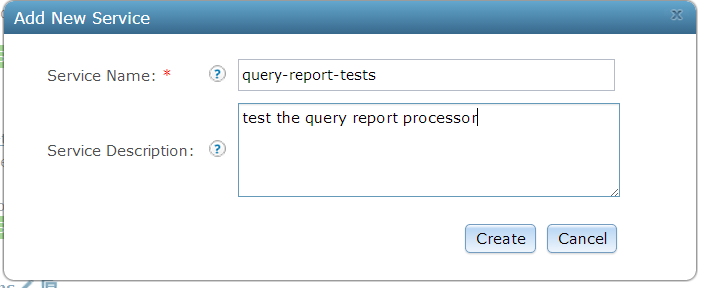 Add New Service
Service Name: * ? query-report-tests
Service Description: ? test the query report processor
Create Cancel